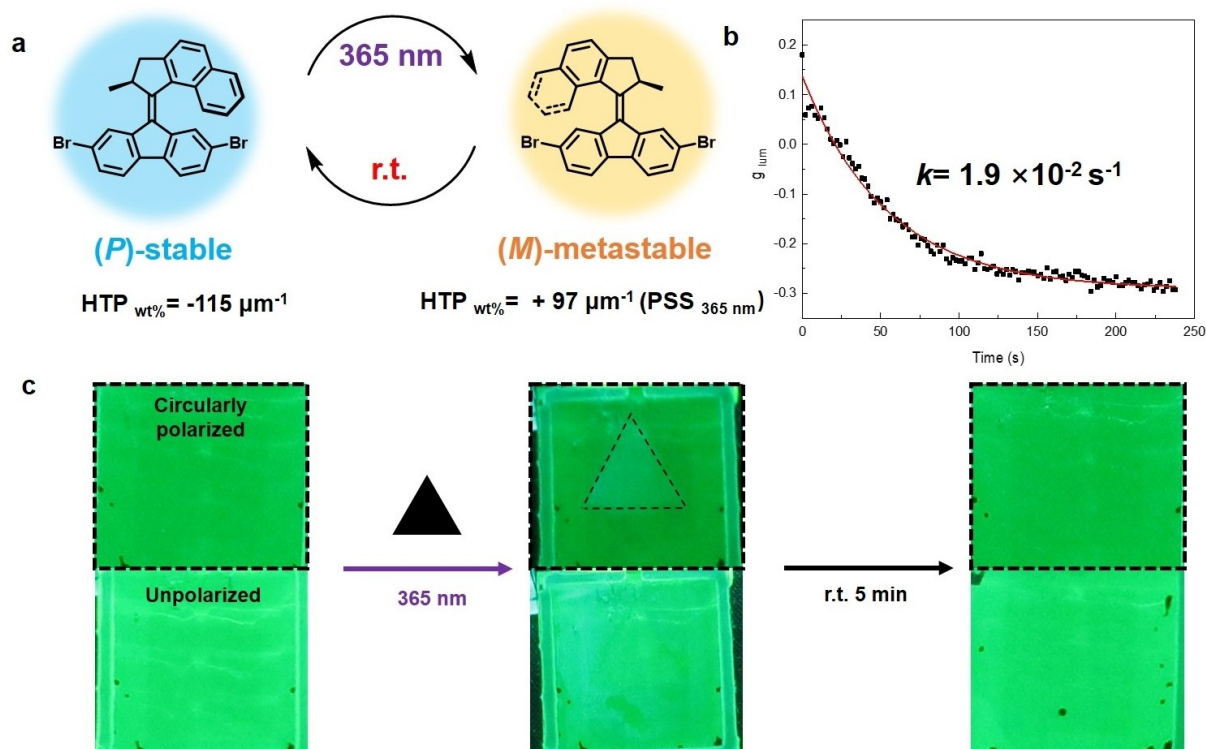 a
365 nm
r.t.
Br
Br
Br
Br
(P)-stable
(M)-metastable
HTP wt% = -115 μm⁻¹
HTP wt% = + 97 μm⁻¹ (PSS 365 nm)
b
g lum
0.2
0.1
0.0
-0.1
-0.2
-0.3
k= 1.9 ×10⁻² s⁻¹
0
50
100
150
200
250
Time (s)
c
Circularly
polarized
Unpolarized
365 nm
r.t. 5 min